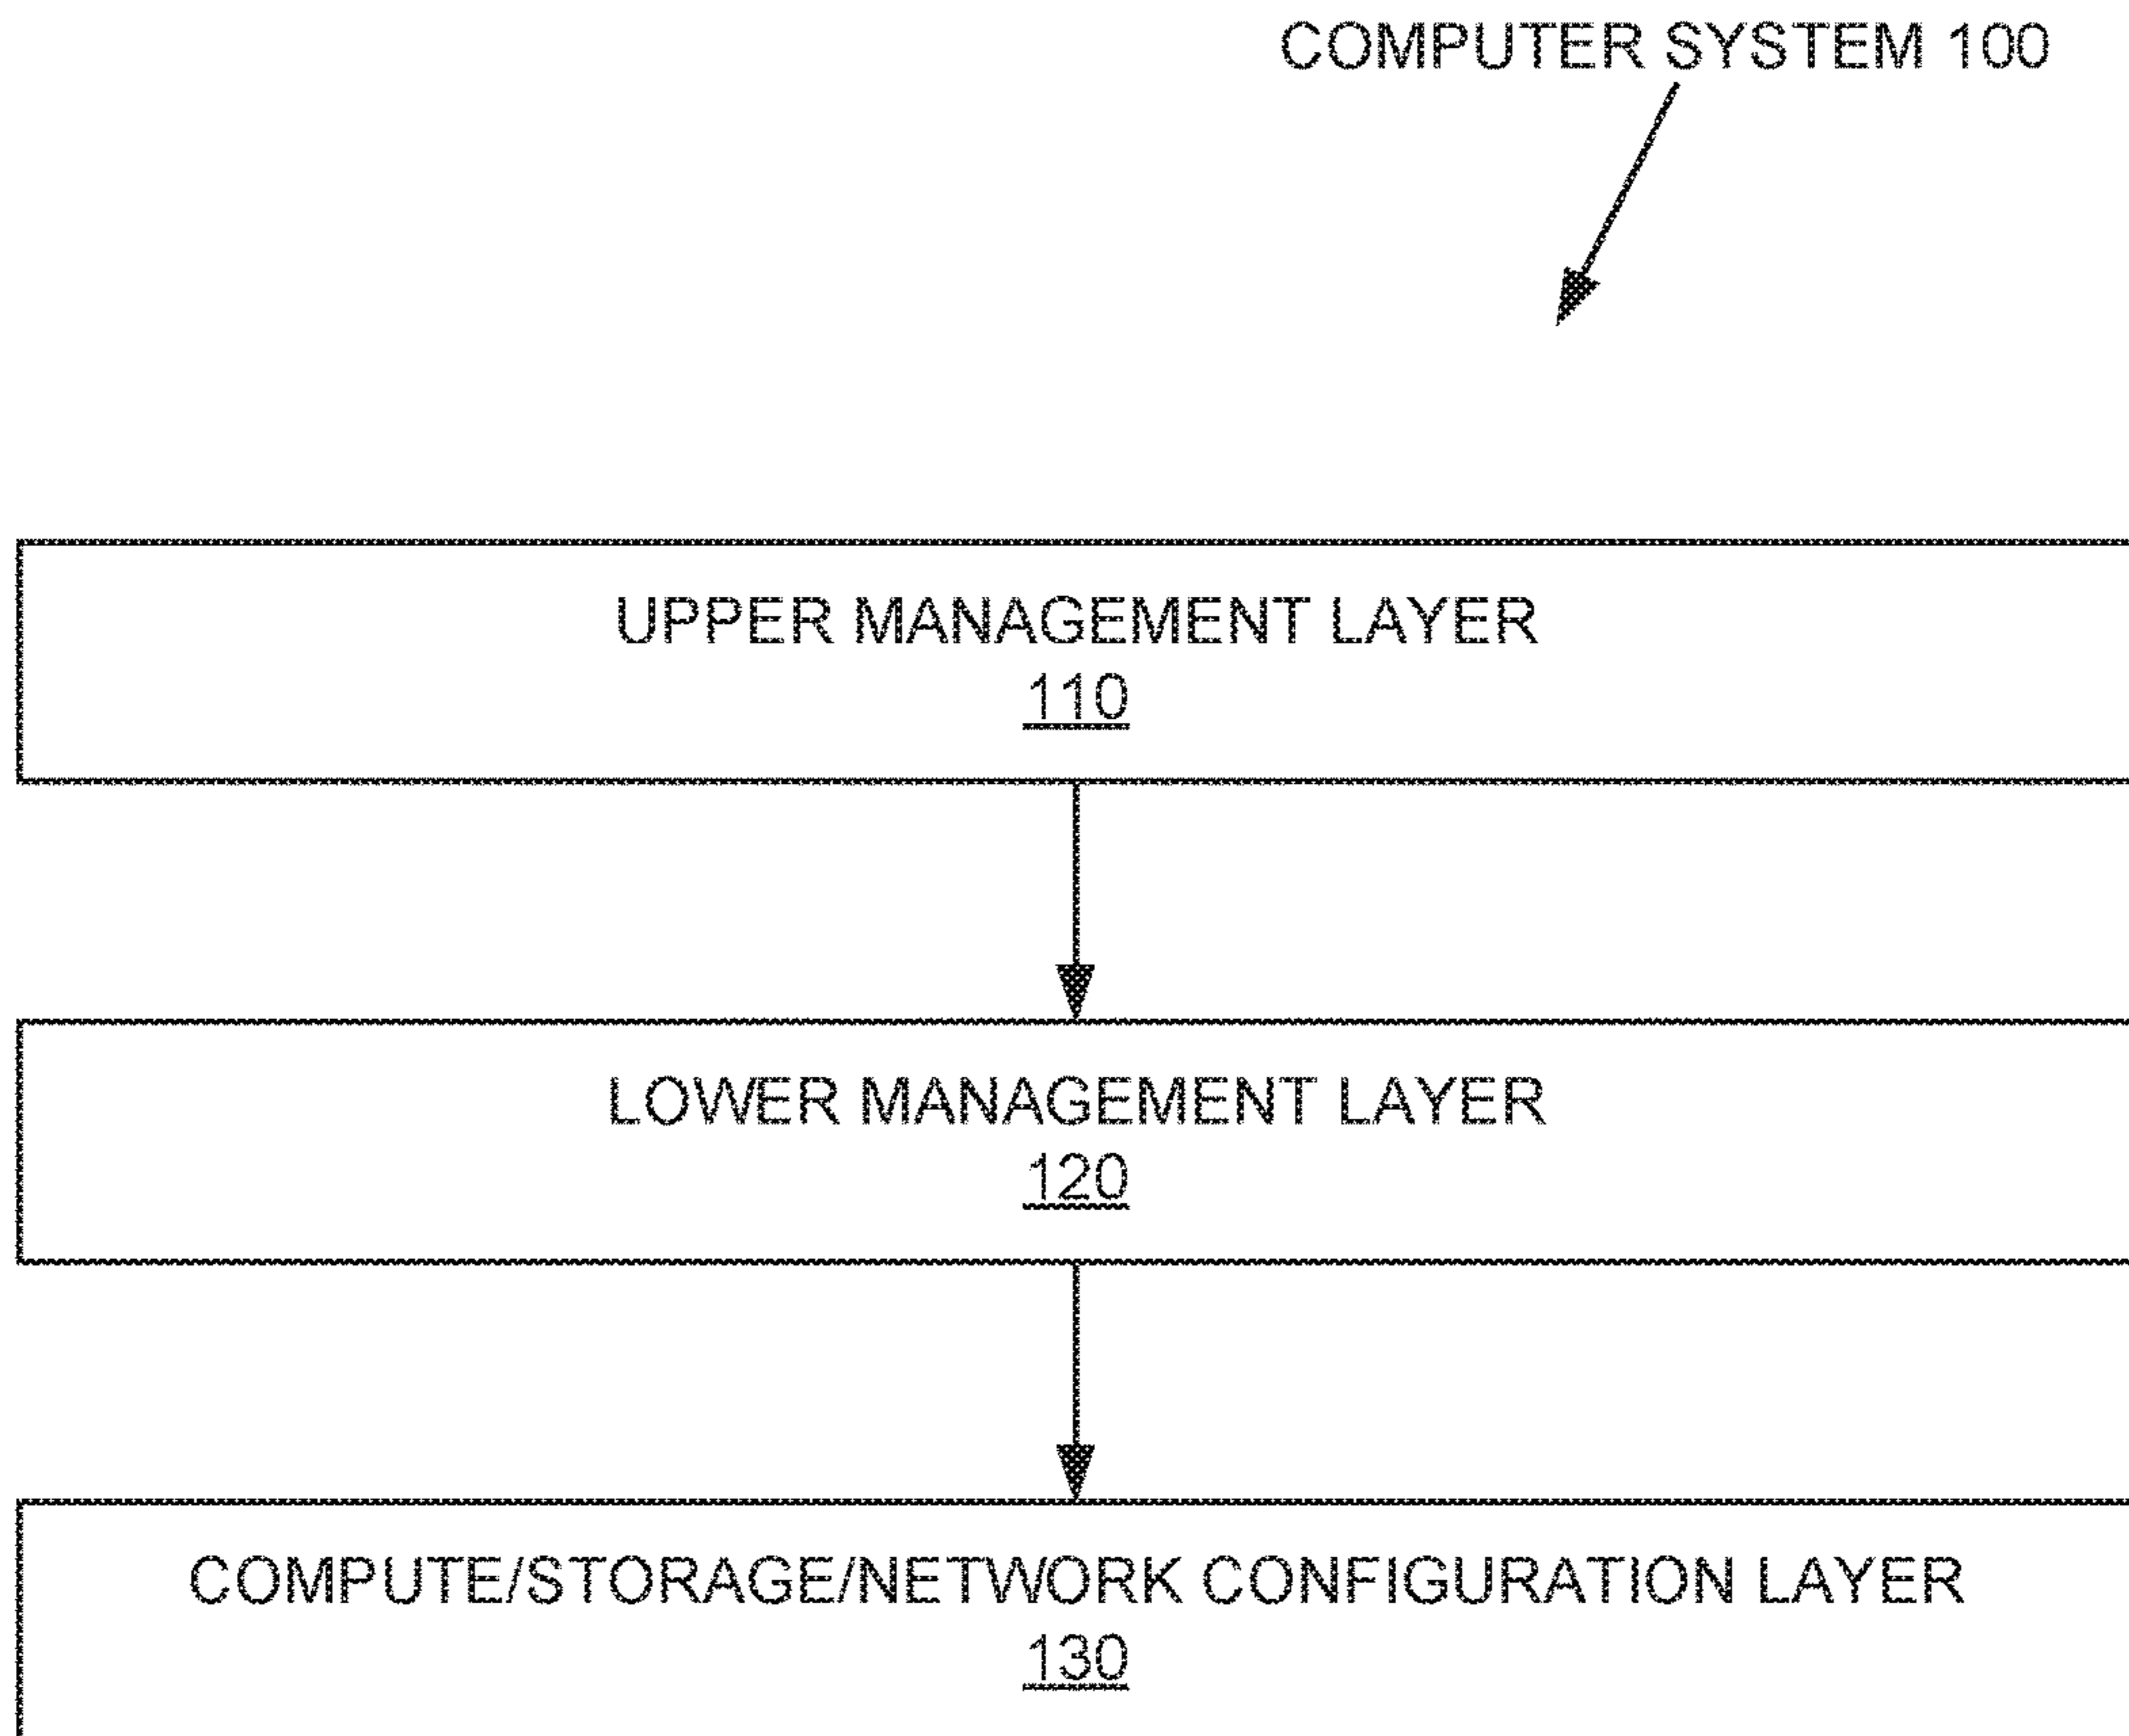 COMPUTER SYSTEM 100
UPPER MANAGEMENT LAYER
110
LOWER MANAGEMENT LAYER
120
COMPUTE/STORAGE/NETWORK CONFIGURATION LAYER
130